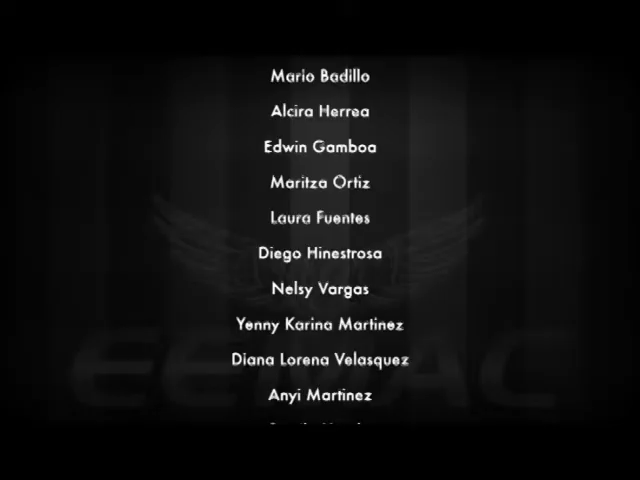 Mario Badillo
Alcira Herrea
Edwin Gamboa
Maritza Ortiz
Laura Fuentes
Diego Hinestrosa
Nelsy Vargas
Yenny Karina Martinez
Diana Lorena Velasquez
Anyi Martinez